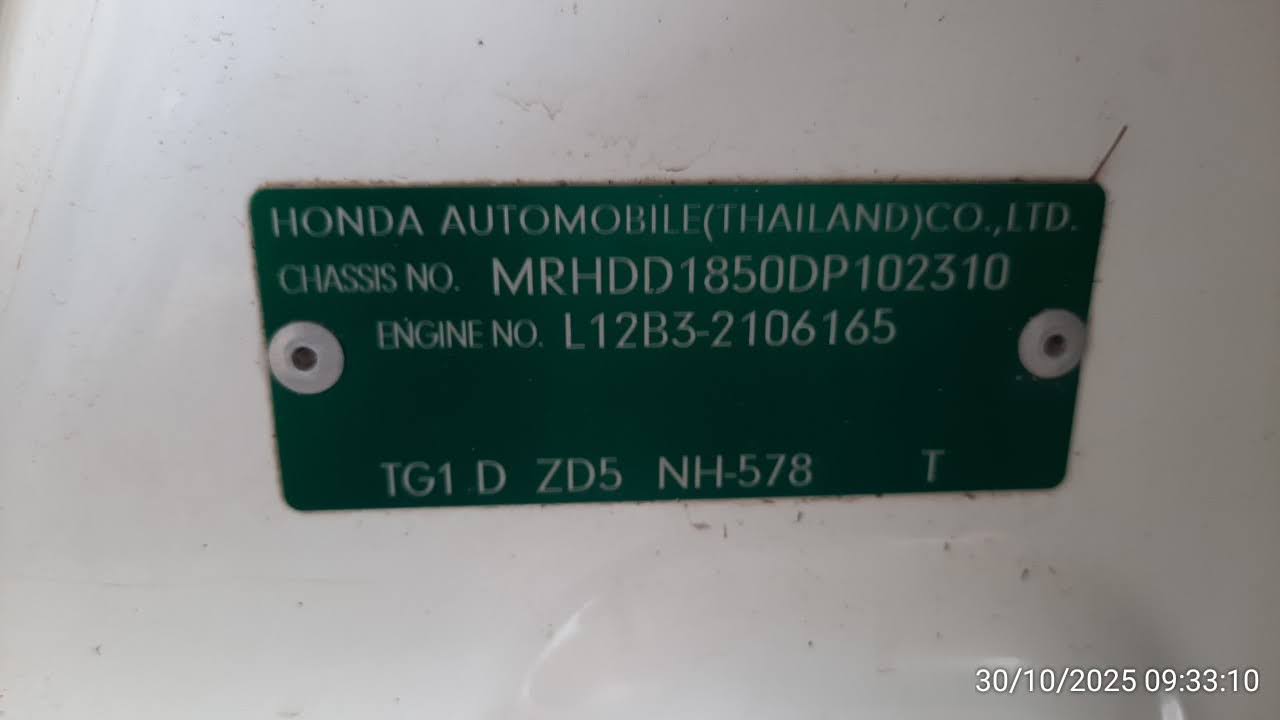 HONDA AUTOMOBILE(THAILAND)CO.,LTD.
CHASSIS NO. MRHDD1850DP102310
ENGINE NO. L12B3-2106165
TG1 D ZD5 NH-578 T
30/10/2025 09:33:10